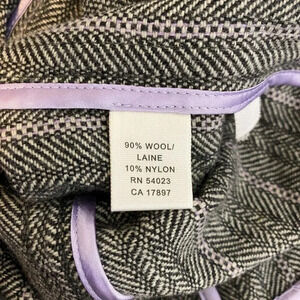 90% WOOL/
LAINE
10% NYLON
RN 54023
CA 17897